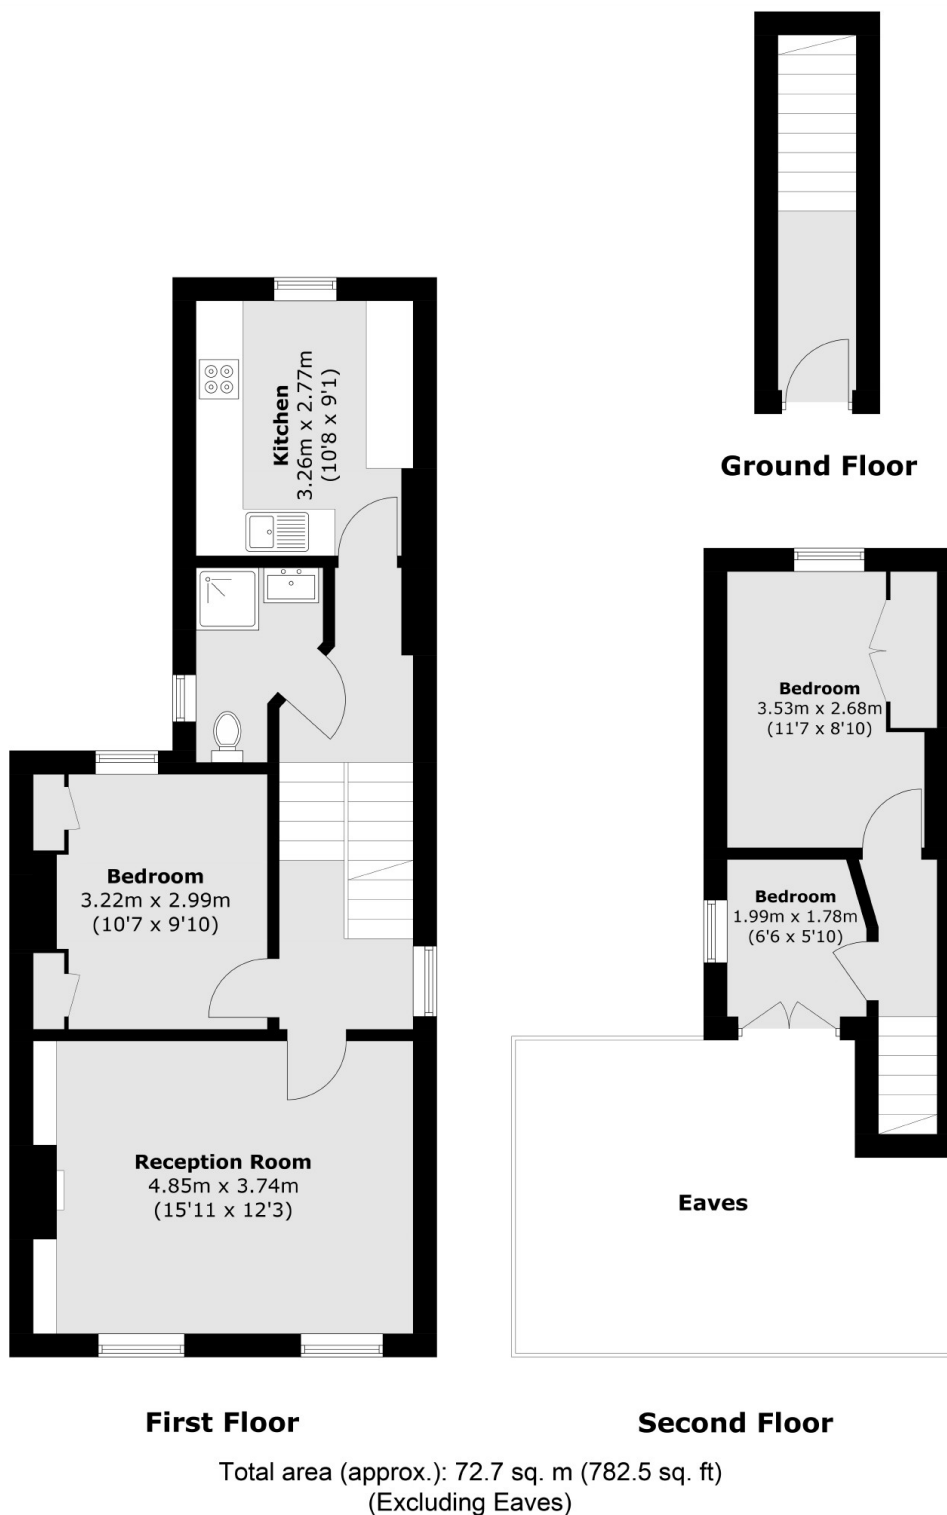 Ground Floor
Kitchen
3.26m x 2.77m
(10'8 x 9'1)
Bedroom
3.22m x 2.99m
(10'7 x 9'10)
Reception Room
4.85m x 3.74m
(15'11 x 12'3)
First Floor
Bedroom
3.53m x 2.68m
(11'7 x 8'10)
Bedroom
1.99m x 1.78m
(6'6 x 5'10)
Eaves
Second Floor
Total area (approx.): 72.7 sq. m (782.5 sq. ft)
(Excluding Eaves)